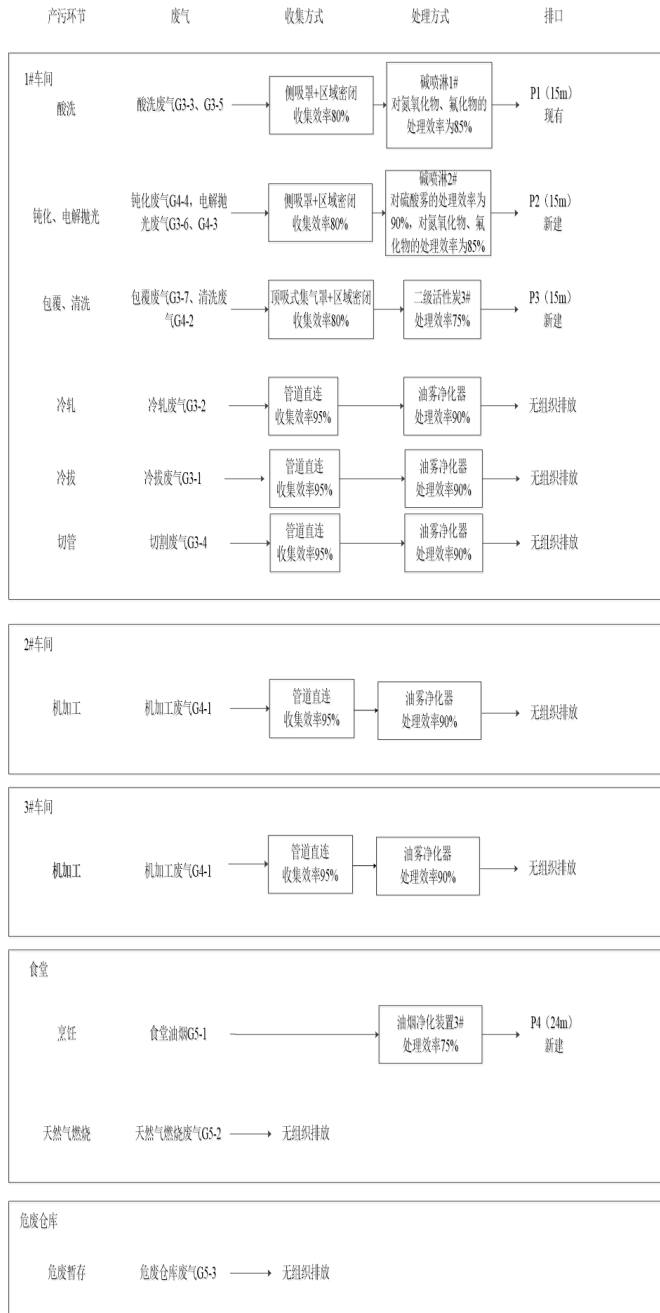 产污环节 废气 收集方式 处理方式 排口
1#车间
酸洗 酸洗废气G3-3、G3-5 侧吸罩+区域密闭 收集效率80% 碱喷淋1# 对氮氧化物、氟化物的 处理效率为85% P1（15m） 现有
钝化、电解抛光 钝化废气G4-4，电解抛 光废气G3-6、G4-3 侧吸罩+区域密闭 收集效率80% 碱喷淋2# 对硫酸雾的处理效率为 90%，对氮氧化物、氟 化物的处理效率为85% P2（15m） 新建
包覆、清洗 包覆废气G3-7、清洗废 气G4-2 顶吸式集气罩+区域密闭 收集效率80% 二级活性炭3# 处理效率75% P3（15m） 新建
冷轧 冷轧废气G3-2 管道直连 收集效率95% 油雾净化器 处理效率90% 无组织排放
冷拔 冷拔废气G3-1 管道直连 收集效率95% 油雾净化器 处理效率90% 无组织排放
切管 切割废气G3-4 管道直连 收集效率95% 油雾净化器 处理效率90% 无组织排放
2#车间
机加工 机加工废气G4-1 管道直连 收集效率95% 油雾净化器 处理效率90% 无组织排放
3#车间
机加工 机加工废气G4-1 管道直连 收集效率95% 油雾净化器 处理效率90% 无组织排放
食堂
烹饪 食堂油烟G5-1 油烟净化装置3# 处理效率75% P4（24m） 新建
天然气燃烧 天然气燃烧废气G5-2 无组织排放
危废仓库
危废暂存 危废仓库废气G5-3 无组织排放